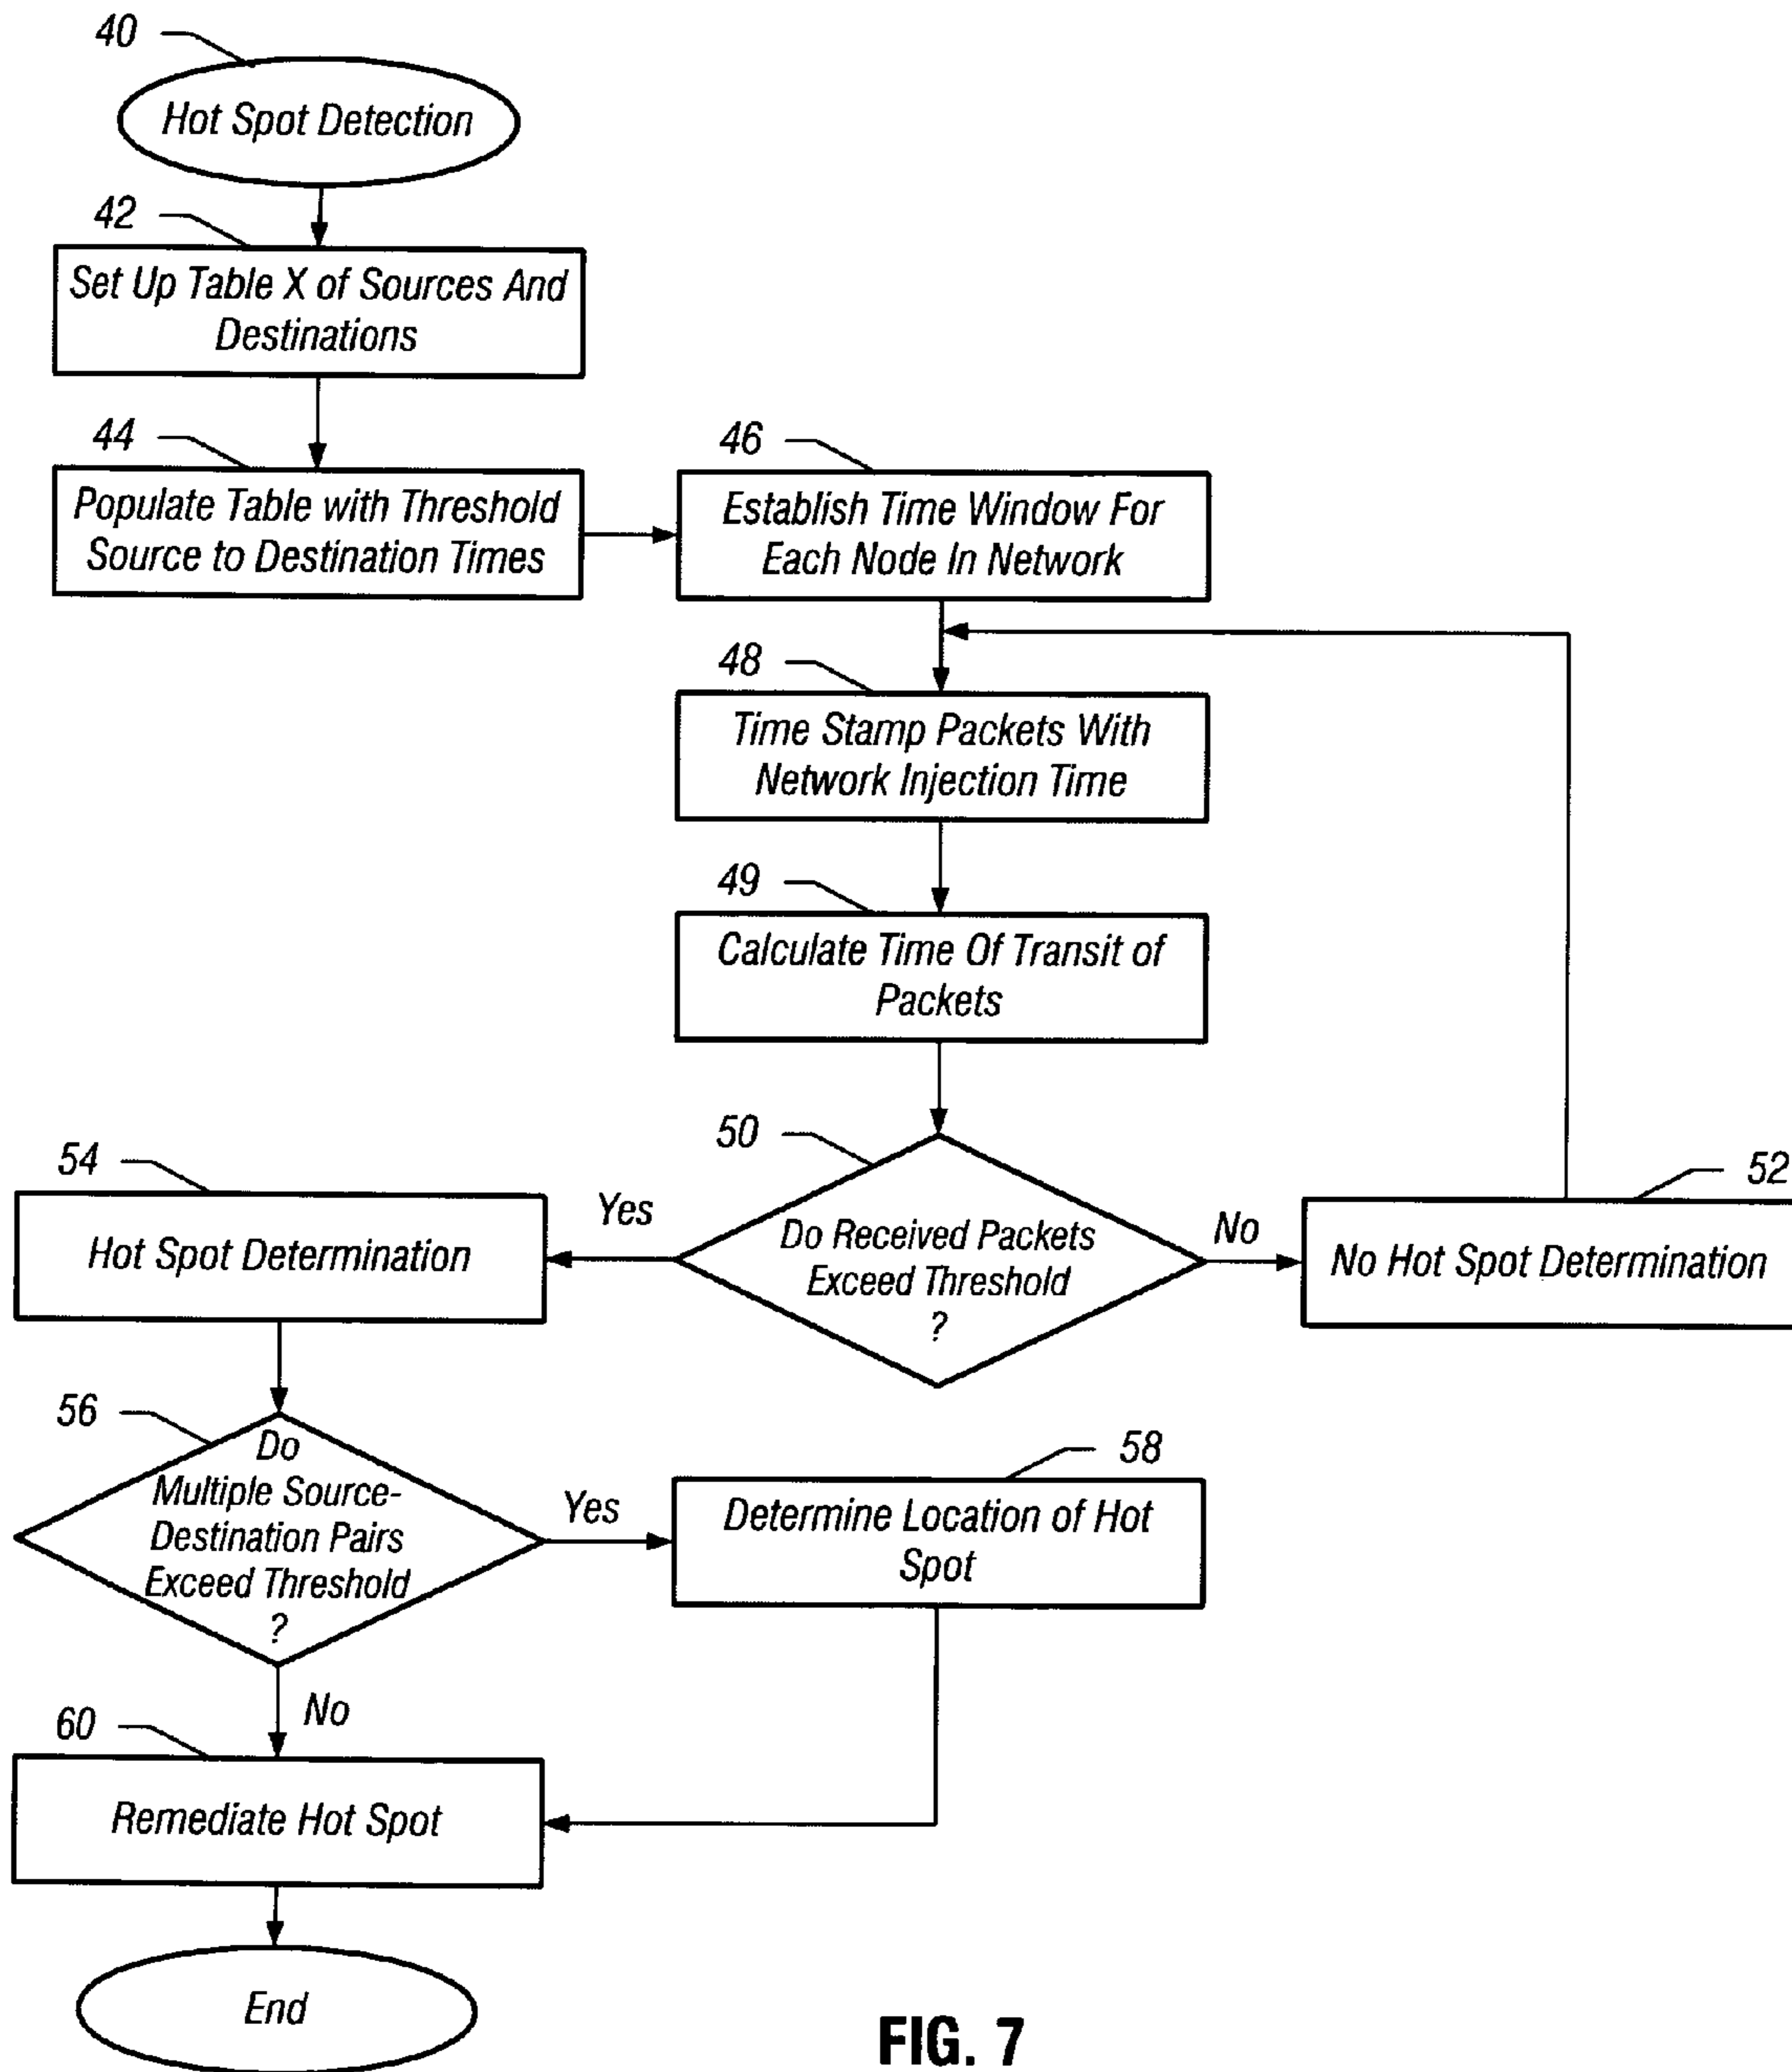 40
Hot Spot Detection
42
Set Up Table X of Sources And
Destinations
44
Populate Table with Threshold
Source to Destination Times
46
Establish Time Window For
Each Node In Network
48
Time Stamp Packets With
Network Injection Time
49
Calculate Time Of Transit of
Packets
50
Do Received Packets
Exceed Threshold
?
Yes
No
52
No Hot Spot Determination
54
Hot Spot Determination
56
Do
Multiple Source-
Destination Pairs
Exceed Threshold
?
Yes
No
58
Determine Location of Hot
Spot
60
Remediate Hot Spot
End
FIG. 7